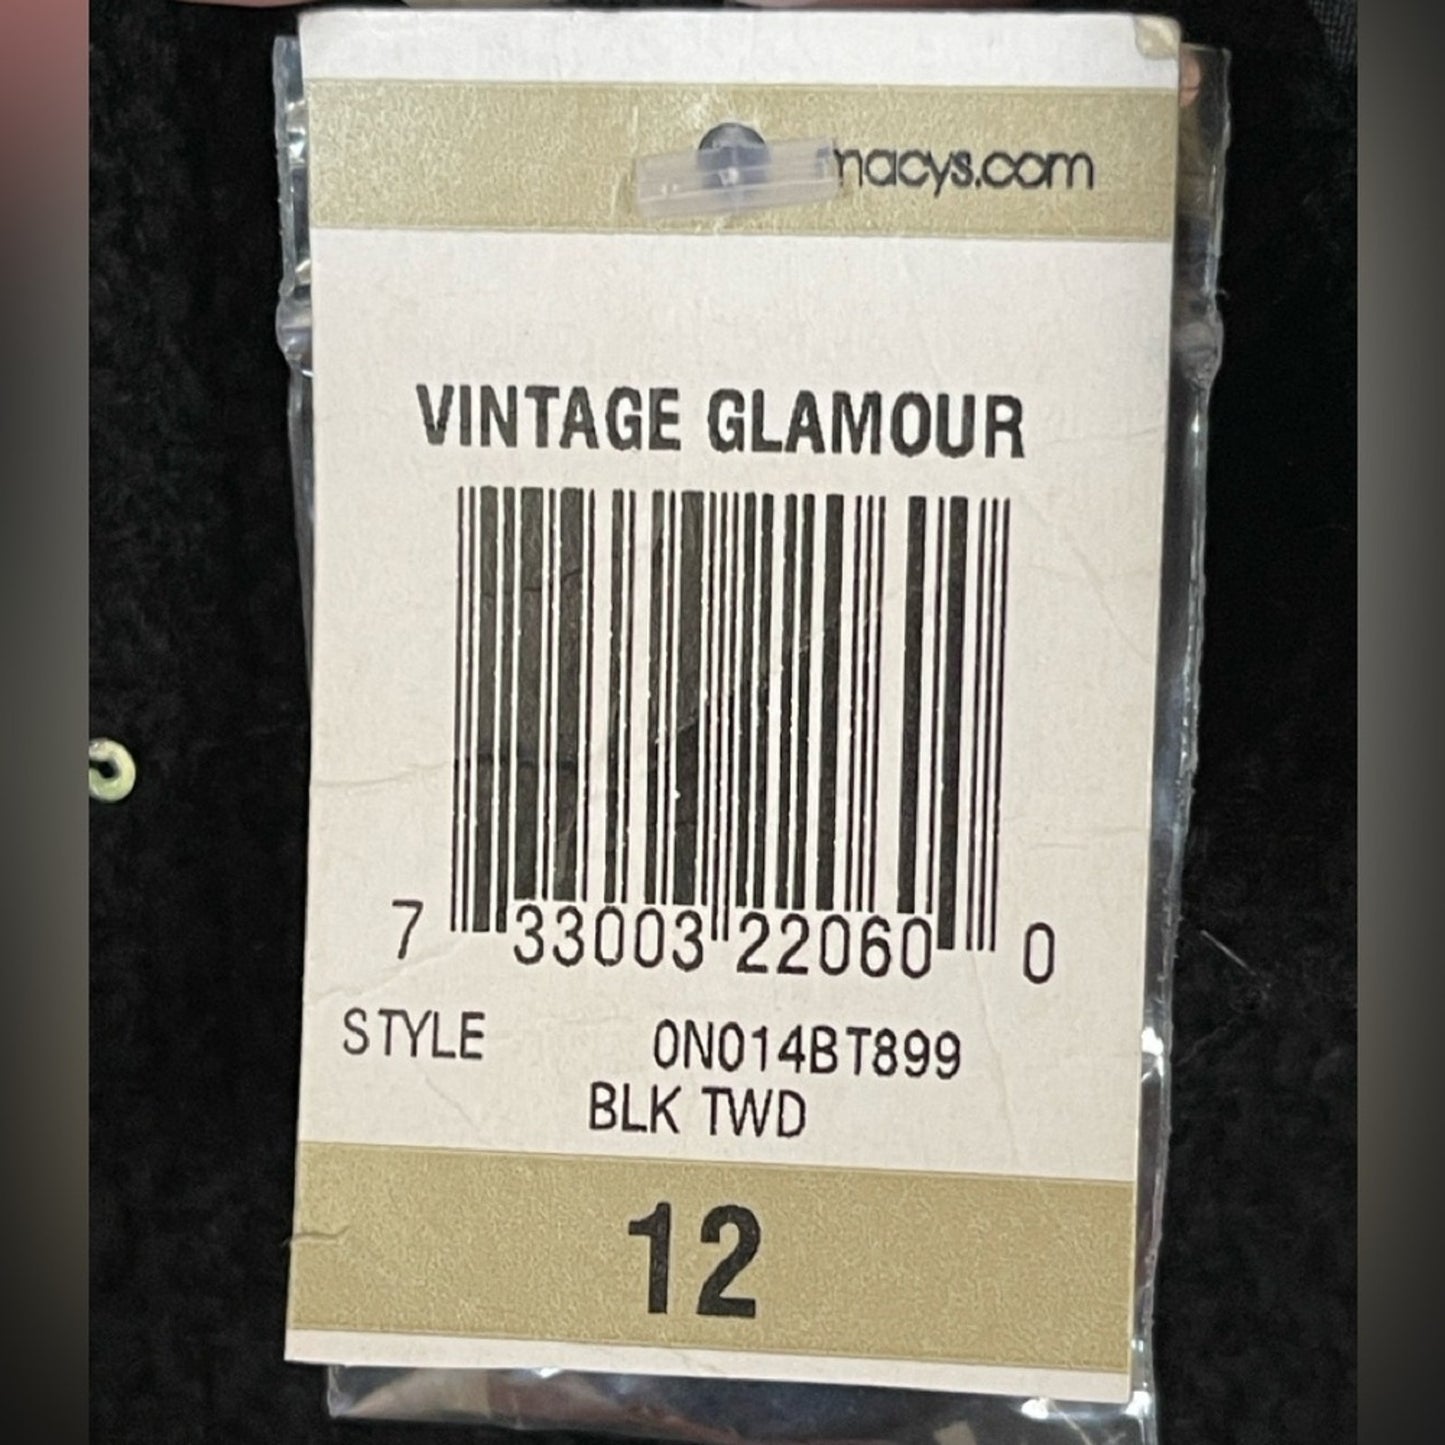 macys.com
VINTAGE GLAMOUR
7 33003 22060 0
STYLE 0N014BT899
BLK TWD
12